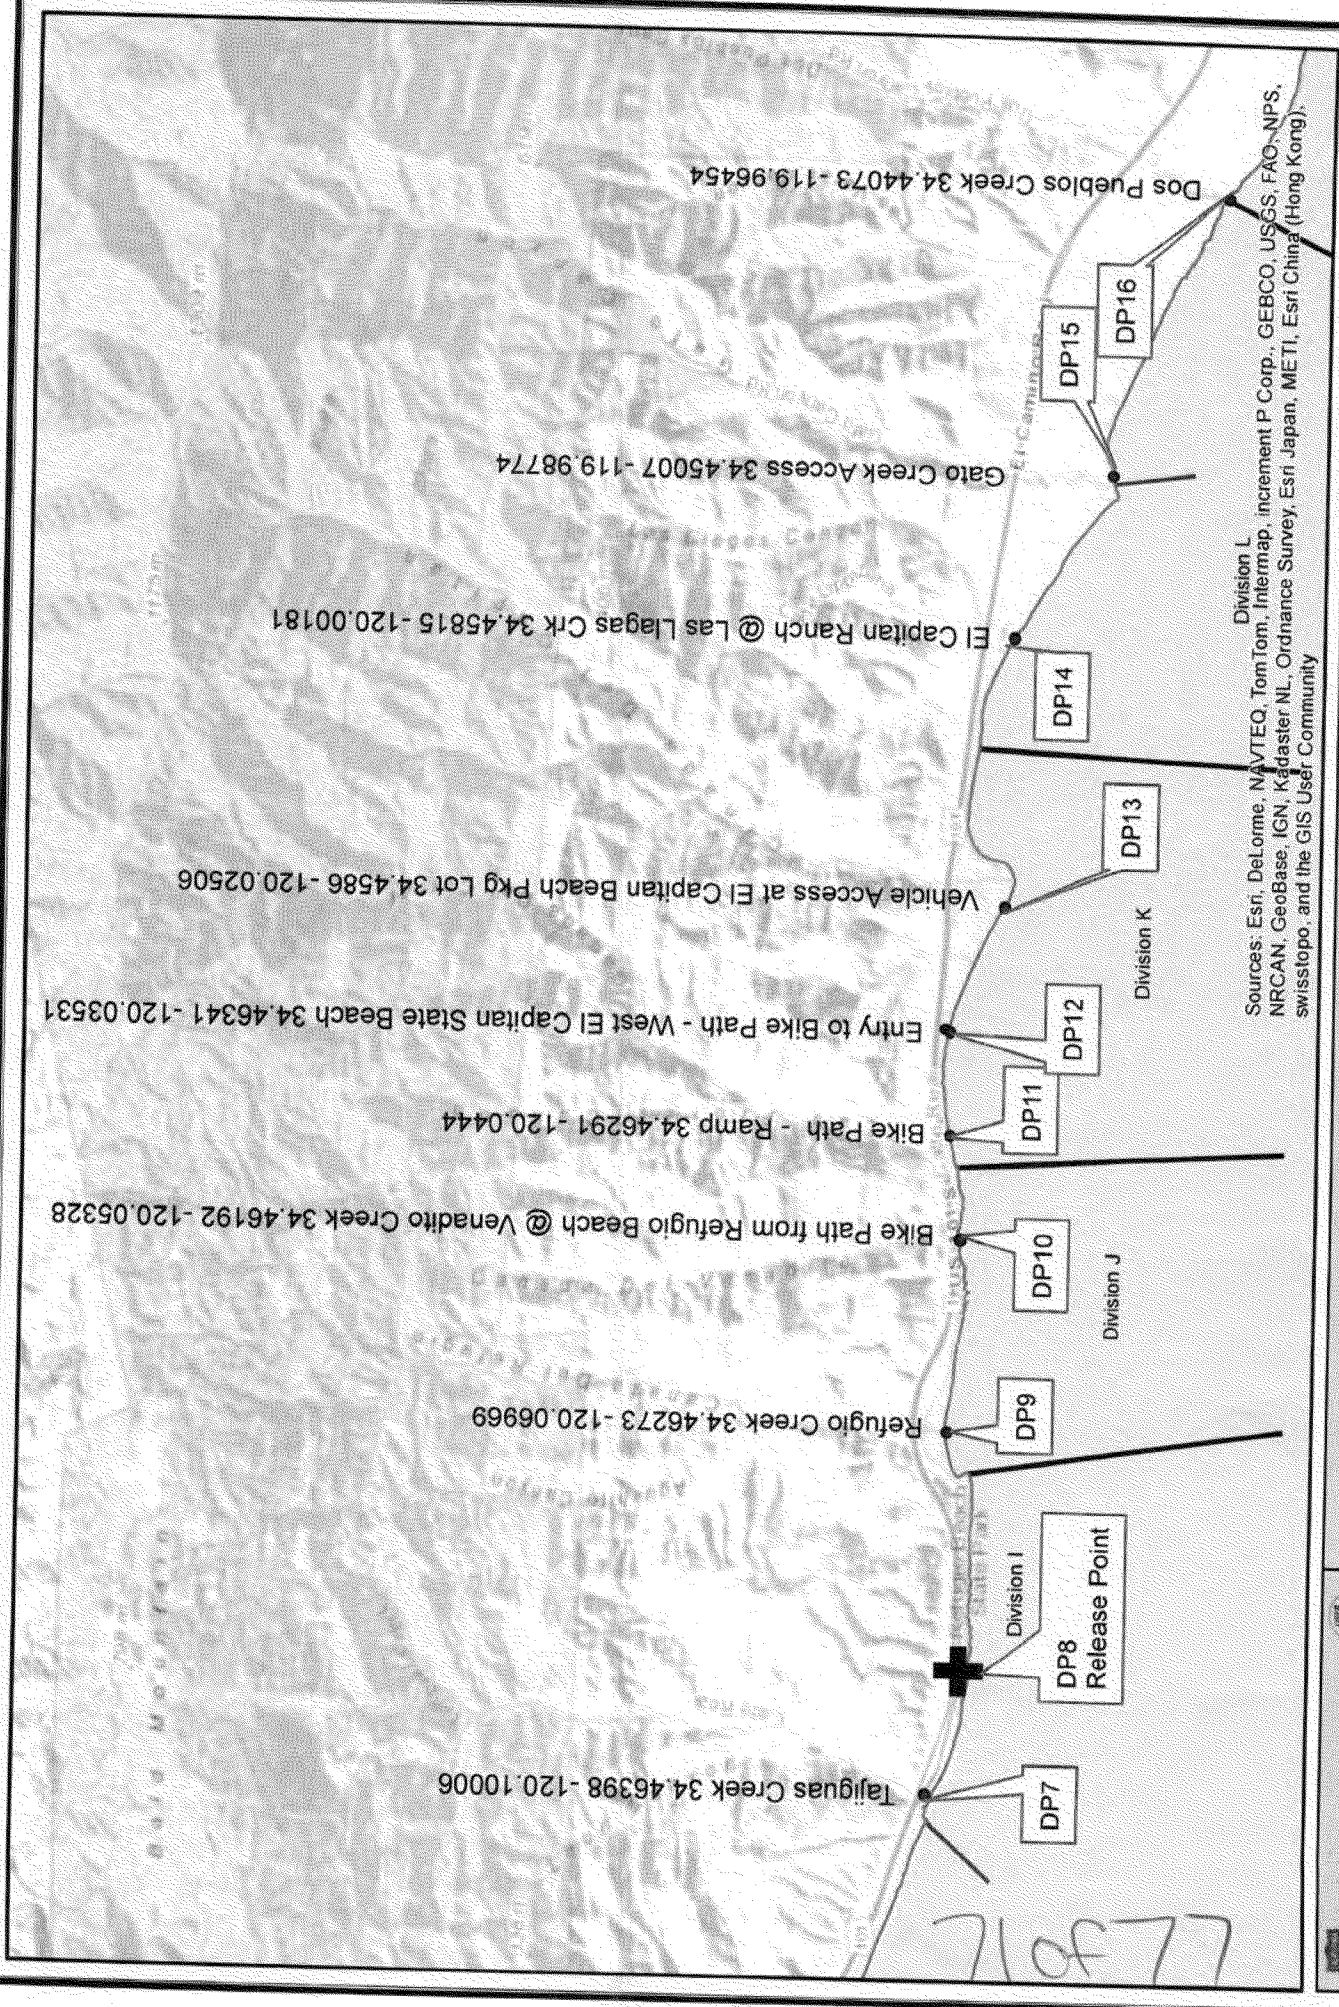 Tajiguas Creek 34.46398 -120.10006
Refugio Creek 34.46273 -120.06969
Bike Path from Refugio Beach @ Venadito Creek 34.46192 -120.05328
Bike Path - Ramp 34.46291 -120.0444
Entry to Bike Path - West El Capitan State Beach 34.46341 -120.03531
Vehicle Access at El Capitan Beach Pkg Lot 34.4586 -120.02506
El Capitan Ranch @ Las Llagas Crk 34.45815 -120.00181
Gato Creek Access 34.45007 -119.98774
Dos Pueblos Creek 34.44073 -119.96454
DP7
DP8
Release Point
DP9
DP10
DP11
DP12
DP13
DP14
DP15
DP16
Division I
Division J
Division K
Division L
Refugio Beach
State Park
Sources: Esri, DeLorme, NAVTEQ, TomTom, Intermap, increment P Corp., GEBCO, USGS, FAO, NPS,
NRCAN, GeoBase, IGN, Kadaster NL, Ordnance Survey, Esri Japan, METI, Esri China (Hong Kong),
swisstopo, and the GIS User Community
of 77